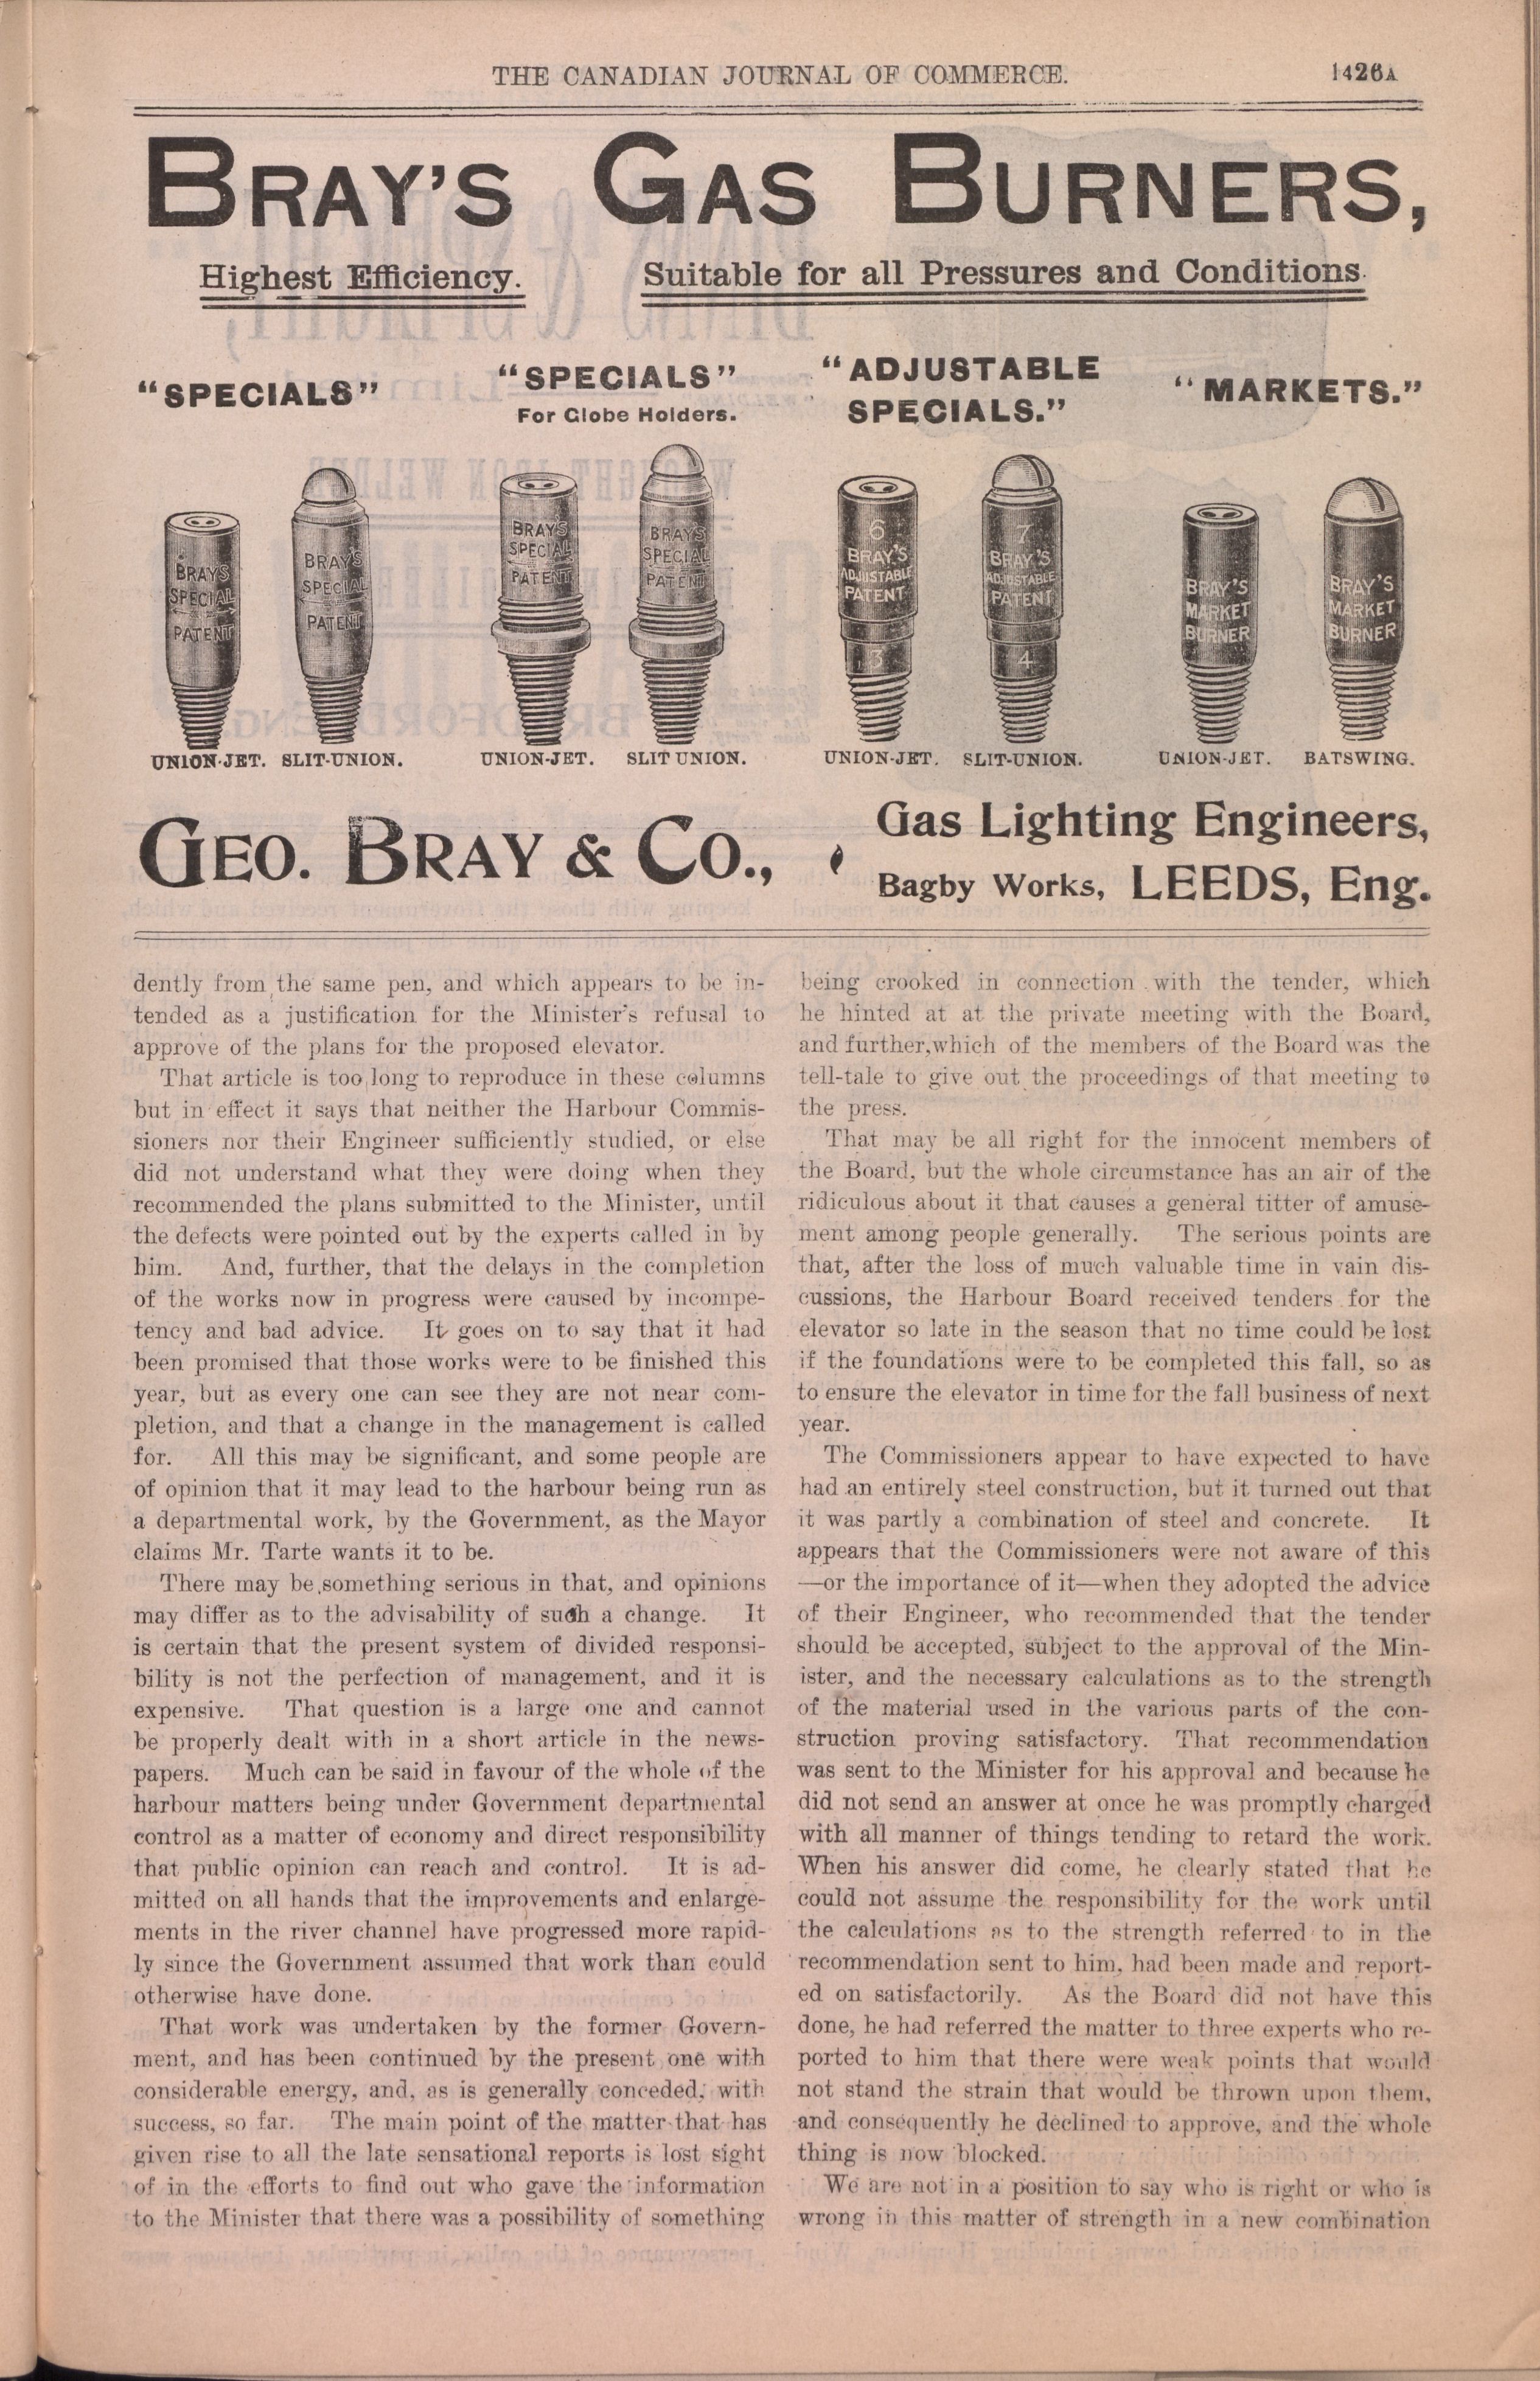 THE CANADIAN JOURNAL OF COMMERCE. 1426A
BRAY'S GAS BURNERS,
Highest Efficiency. Suitable for all Pressures and Conditions.
"SPECIALS"
"SPECIALS"
For Globe Holders.
"ADJUSTABLE
SPECIALS."
"MARKETS."
BRAY'S
SPECIAL
PATENT
BRAY'S
SPECIAL
PATENT
BRAY'S
SPECIAL
PATENT
BRAY'S
SPECIAL
PATENT
6
BRAY'S
ADJUSTABLE
PATENT
3
7
BRAY'S
ADJUSTABLE
PATENT
4
BRAY'S
MARKET
BURNER
BRAY'S
MARKET
BURNER
UNION-JET. SLIT-UNION. UNION-JET. SLIT UNION. UNION-JET. SLIT-UNION. UNION-JET. BATSWING.
GEO. BRAY & CO.,
Gas Lighting Engineers,
Bagby Works, LEEDS, Eng.
dently from the same pen, and which appears to be in-
tended as a justification for the Minister's refusal to
approve of the plans for the proposed elevator.
That article is too long to reproduce in these columns
but in effect it says that neither the Harbour Commis-
sioners nor their Engineer sufficiently studied, or else
did not understand what they were doing when they
recommended the plans submitted to the Minister, until
the defects were pointed out by the experts called in by
him. And, further, that the delays in the completion
of the works now in progress were caused by incompe-
tency and bad advice. It goes on to say that it had
been promised that those works were to be finished this
year, but as every one can see they are not near com-
pletion, and that a change in the management is called
for. All this may be significant, and some people are
of opinion that it may lead to the harbour being run as
a departmental work, by the Government, as the Mayor
claims Mr. Tarte wants it to be.
There may be something serious in that, and opinions
may differ as to the advisability of such a change. It
is certain that the present system of divided responsi-
bility is not the perfection of management, and it is
expensive. That question is a large one and cannot
be properly dealt with in a short article in the news-
papers. Much can be said in favour of the whole of the
harbour matters being under Government departmental
control as a matter of economy and direct responsibility
that public opinion can reach and control. It is ad-
mitted on all hands that the improvements and enlarge-
ments in the river channel have progressed more rapid-
ly since the Government assumed that work than could
otherwise have done.
That work was undertaken by the former Govern-
ment, and has been continued by the present one with
considerable energy, and, as is generally conceded, with
success, so far. The main point of the matter that has
given rise to all the late sensational reports is lost sight
of in the efforts to find out who gave the information
to the Minister that there was a possibility of something
being crooked in connection with the tender, which
he hinted at at the private meeting with the Board,
and further, which of the members of the Board was the
tell-tale to give out the proceedings of that meeting to
the press.
That may be all right for the innocent members of
the Board, but the whole circumstance has an air of the
ridiculous about it that causes a general titter of amuse-
ment among people generally. The serious points are
that, after the loss of much valuable time in vain dis-
cussions, the Harbour Board received tenders for the
elevator so late in the season that no time could be lost
if the foundations were to be completed this fall, so as
to ensure the elevator in time for the fall business of next
year.
The Commissioners appear to have expected to have
had an entirely steel construction, but it turned out that
it was partly a combination of steel and concrete. It
appears that the Commissioners were not aware of this
—or the importance of it—when they adopted the advice
of their Engineer, who recommended that the tender
should be accepted, subject to the approval of the Min-
ister, and the necessary calculations as to the strength
of the material used in the various parts of the con-
struction proving satisfactory. That recommendation
was sent to the Minister for his approval and because he
did not send an answer at once he was promptly charged
with all manner of things tending to retard the work.
When his answer did come, he clearly stated that he
could not assume the responsibility for the work until
the calculations as to the strength referred to in the
recommendation sent to him, had been made and report-
ed on satisfactorily. As the Board did not have this
done, he had referred the matter to three experts who re-
ported to him that there were weak points that would
not stand the strain that would be thrown upon them,
and consequently he declined to approve, and the whole
thing is now blocked.
We are not in a position to say who is right or who is
wrong in this matter of strength in a new combination